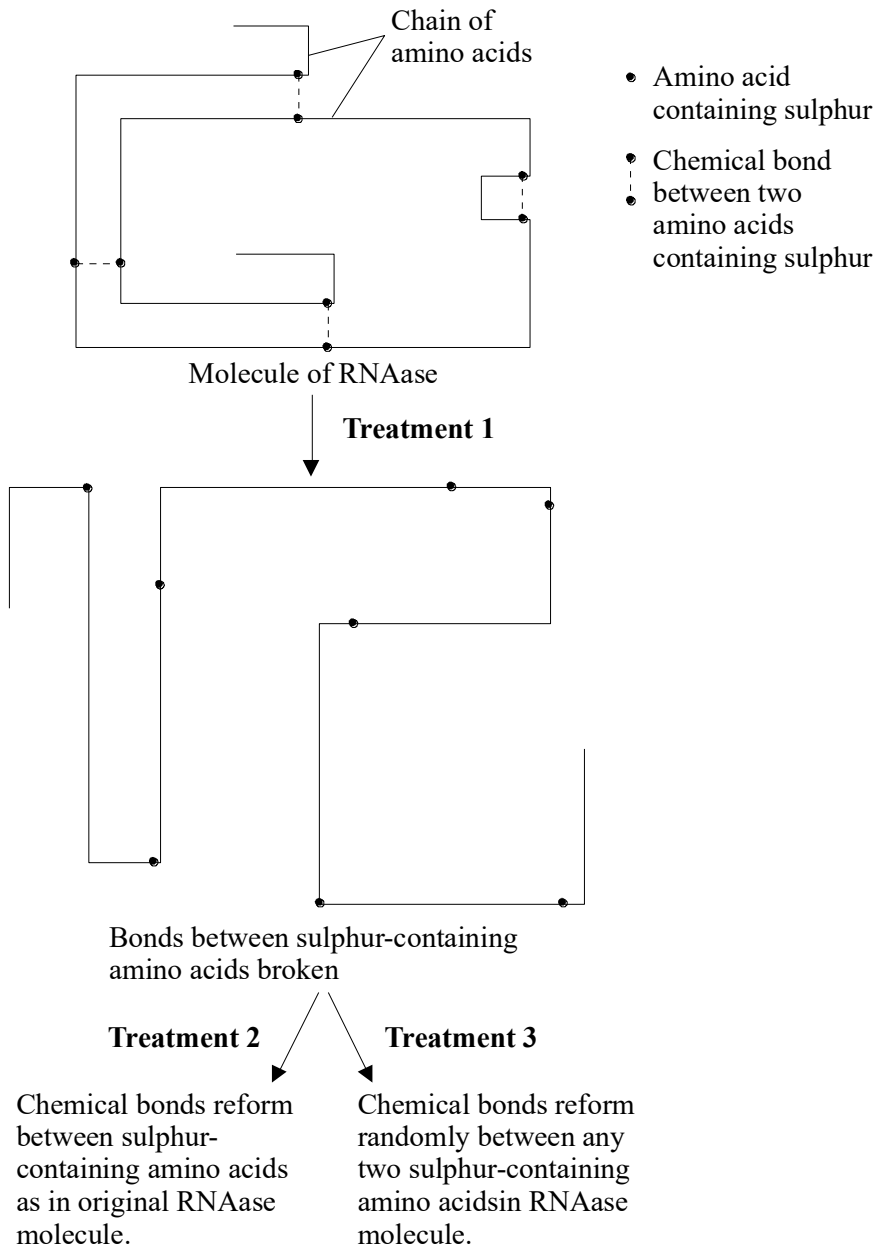 Chain of
amino acids
Amino acid
containing sulphur
Chemical bond
between two
amino acids
containing sulphur
Molecule of RNAase
Treatment 1
Bonds between sulphur-containing
amino acids broken
Treatment 2
Treatment 3
Chemical bonds reform
between sulphur-
containing amino acids
as in original RNAase
molecule.
Chemical bonds reform
randomly between any
two sulphur-containing
amino acidsin RNAase
molecule.